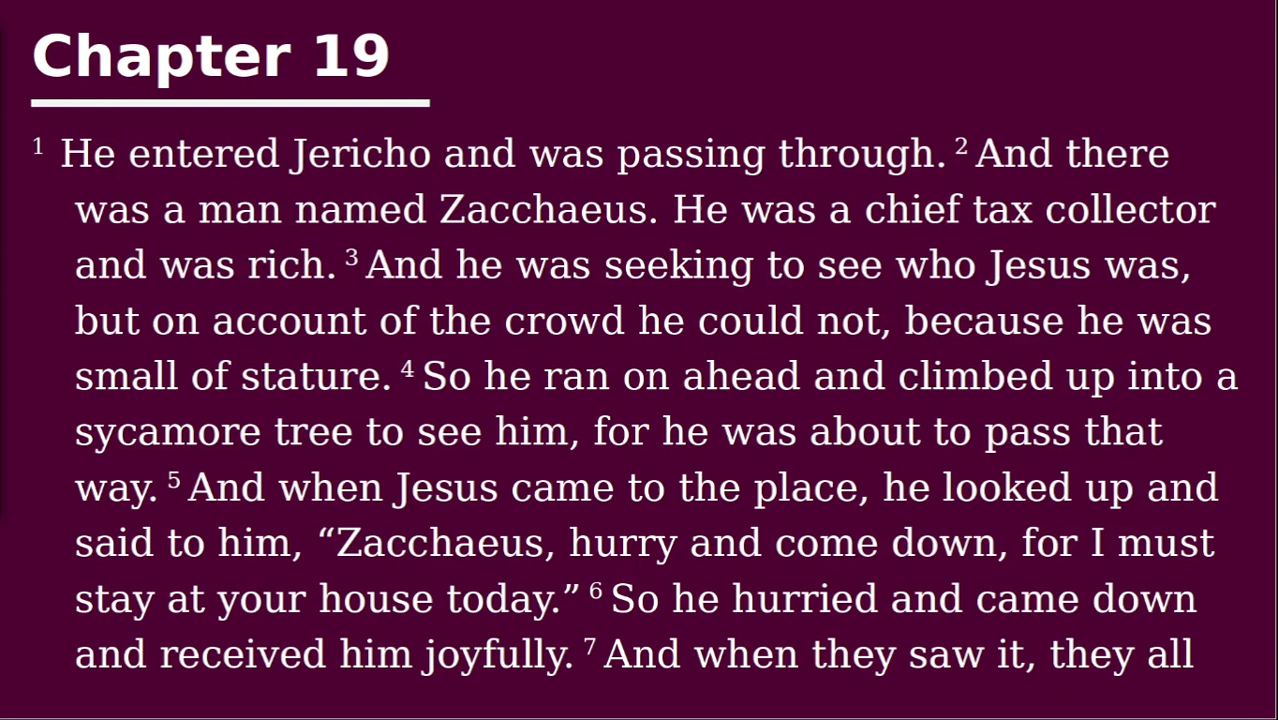 Chapter 19
1 He entered Jericho and was passing through. 2 And there
was a man named Zacchaeus. He was a chief tax collector
and was rich. 3 And he was seeking to see who Jesus was,
but on account of the crowd he could not, because he was
small of stature. 4 So he ran on ahead and climbed up into a
sycamore tree to see him, for he was about to pass that
way. 5 And when Jesus came to the place, he looked up and
said to him, “Zacchaeus, hurry and come down, for I must
stay at your house today.” 6 So he hurried and came down
and received him joyfully. 7 And when they saw it, they all